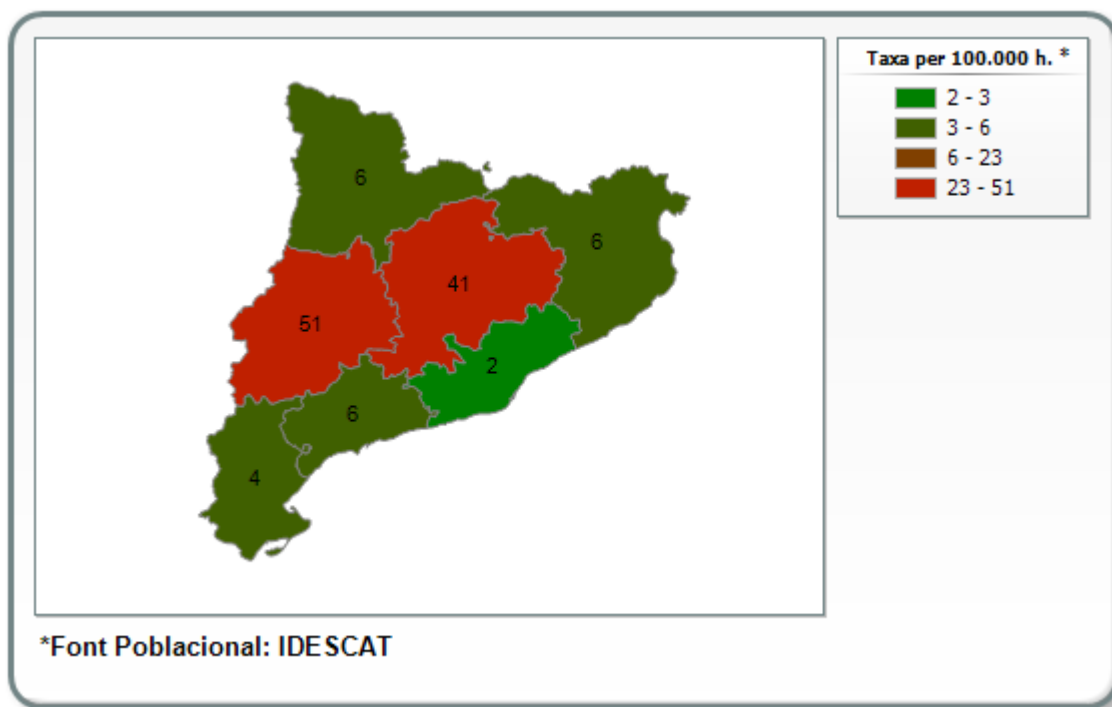 Taxa per 100.000 h. *
2 - 3
3 - 6
6 - 23
23 - 51
6
6
41
51
2
6
4
*Font Poblacional: IDESCAT